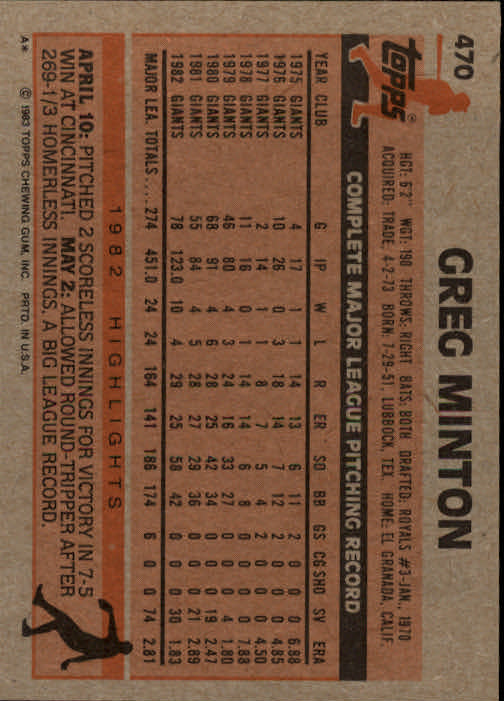 470
Topps®
GREG MINTON
HGT: 6'2" WGT: 190 THROWS: RIGHT BATS: BOTH DRAFTED: ROYALS #3-JAN., 1970
ACQUIRED: TRADE, 4-2-73 BORN: 7-29-51, LUBBOCK, TEX. HOME: EL GRANADA, CALIF.
COMPLETE MAJOR LEAGUE PITCHING RECORD
YEAR CLUB G IP W L R ER SO BB GS CG SHO SV ERA
1975 GIANTS 4 17 1 1 14 13 6 11 2 0 0 0 6.88
1976 GIANTS 10 26 0 3 18 14 7 12 2 0 0 0 4.85
1977 GIANTS 2 14 1 1 8 7 5 4 2 0 0 0 4.50
1978 GIANTS 11 16 0 1 14 14 6 8 0 0 0 0 7.88
1979 GIANTS 46 80 4 3 24 16 33 27 0 0 0 4 1.80
1980 GIANTS 68 91 4 6 28 25 42 34 0 0 0 19 2.47
1981 GIANTS 55 84 4 5 28 27 29 36 0 0 0 21 2.89
1982 GIANTS 78 123.0 10 4 29 25 58 42 0 0 0 30 1.83
MAJOR LEA. TOTALS .... 274 451.0 24 24 164 141 186 174 6 0 0 74 2.81
1982 HIGHLIGHTS
APRIL 10: PITCHED 2 SCORELESS INNINGS FOR VICTORY IN 7-5
WIN AT CINCINNATI. MAY 2: ALLOWED ROUND-TRIPPER AFTER
269-1/3 HOMERLESS INNINGS, A BIG LEAGUE RECORD.
A* © 1983 TOPPS CHEWING GUM, INC. PRTD. IN U.S.A.